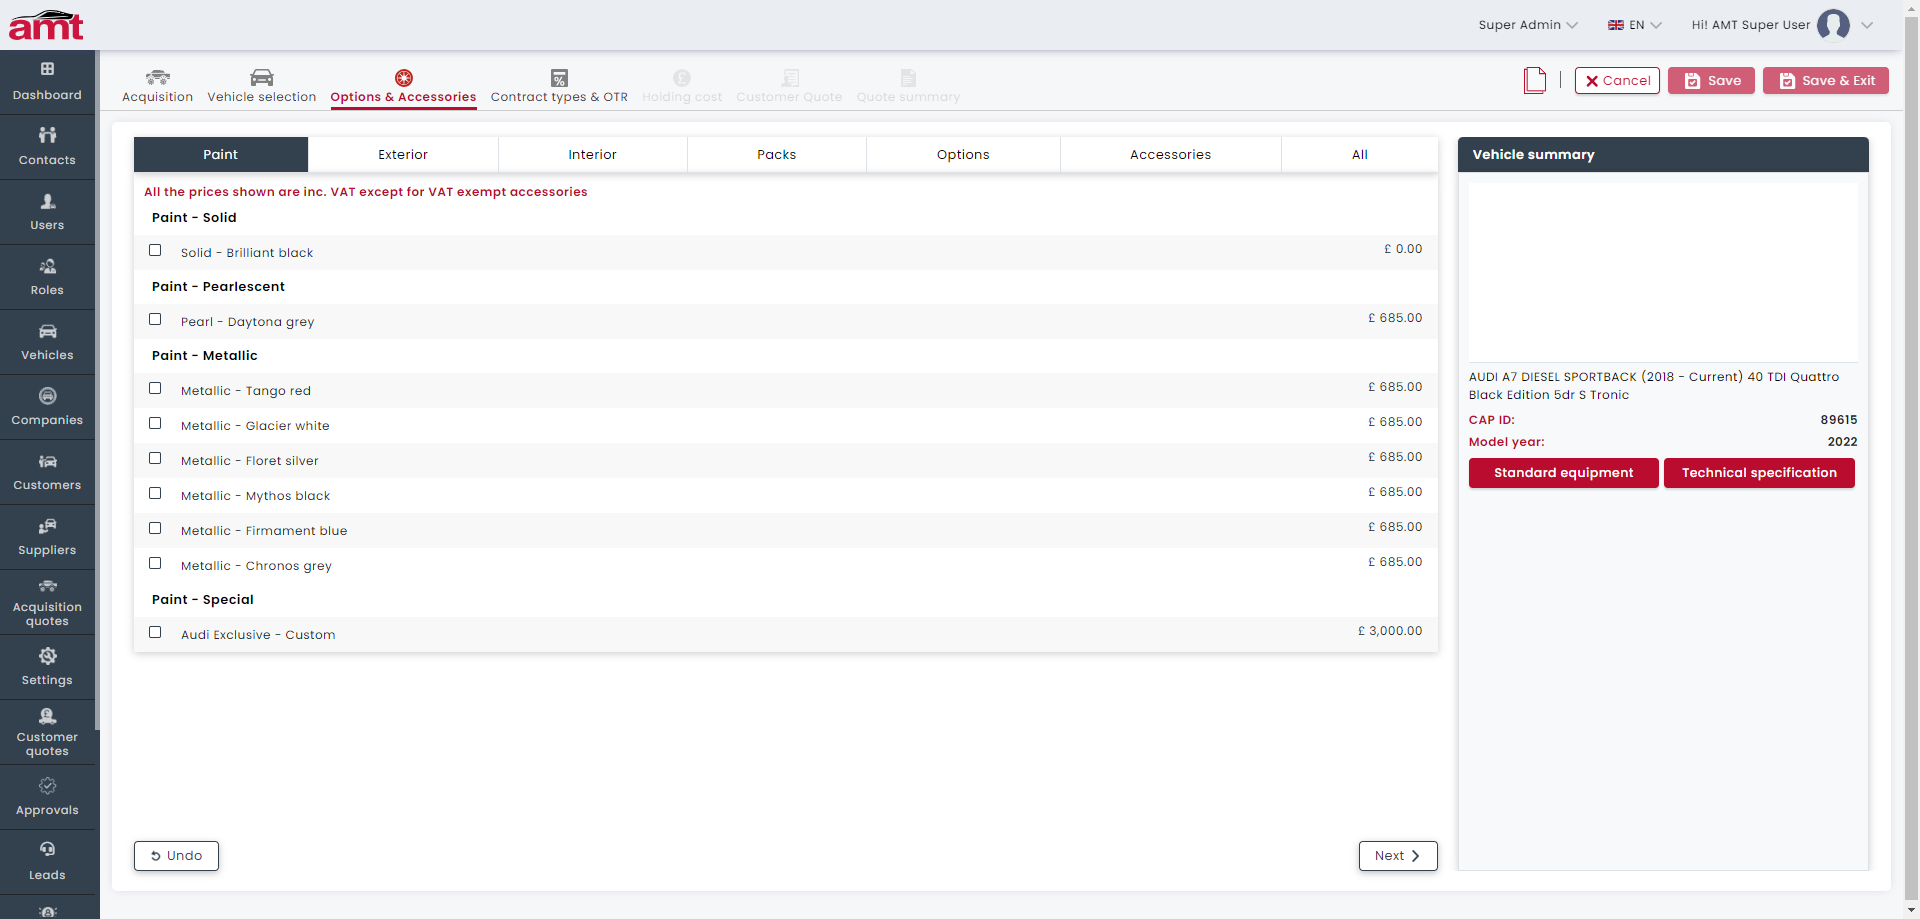 amt
Super Admin
EN
Hi! AMT Super User
Dashboard
Contacts
Users
Roles
Vehicles
Companies
Customers
Suppliers
Acquisition
quotes
Settings
Customer
quotes
Approvals
Leads
Acquisition
Vehicle selection
Options & Accessories
Contract types & OTR
Holding cost
Customer Quote
Quote summary
Cancel
Save
Save & Exit
Paint
Exterior
Interior
Packs
Options
Accessories
All
All the prices shown are inc. VAT except for VAT exempt accessories
Paint - Solid
Solid - Brilliant black £ 0.00
Paint - Pearlescent
Pearl - Daytona grey £ 685.00
Paint - Metallic
Metallic - Tango red £ 685.00
Metallic - Glacier white £ 685.00
Metallic - Floret silver £ 685.00
Metallic - Mythos black £ 685.00
Metallic - Firmament blue £ 685.00
Metallic - Chronos grey £ 685.00
Paint - Special
Audi Exclusive - Custom £ 3,000.00
Undo
Next
Vehicle summary
AUDI A7 DIESEL SPORTBACK (2018 - Current) 40 TDI Quattro
Black Edition 5dr S Tronic
CAP ID: 89615
Model year: 2022
Standard equipment
Technical specification